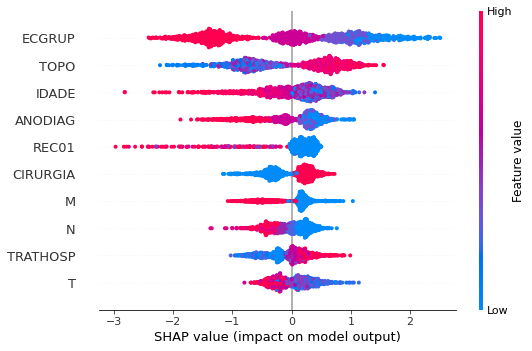 High
ECGRUP
TOPO
IDADE
ANODIAG
REC01
CIRURGIA
M
N
TRATHOSP
T
Feature value
Low
−3 −2 −1 0 1 2
SHAP value (impact on model output)